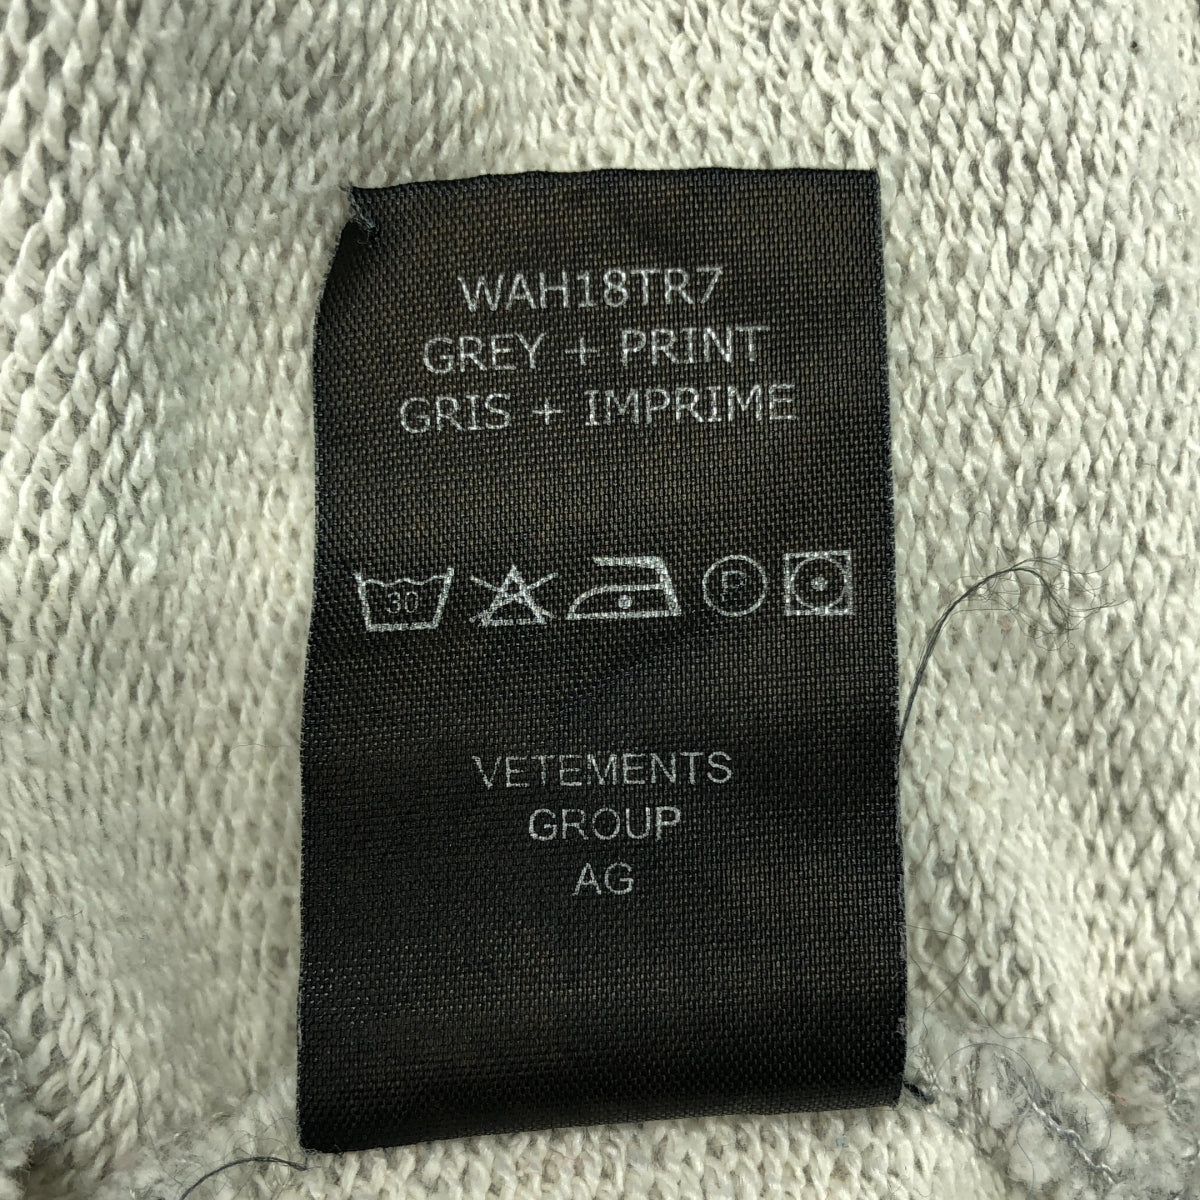 WAH18TR7
GREY + PRINT
GRIS + IMPRIME
30 P
VETEMENTS
GROUP
AG